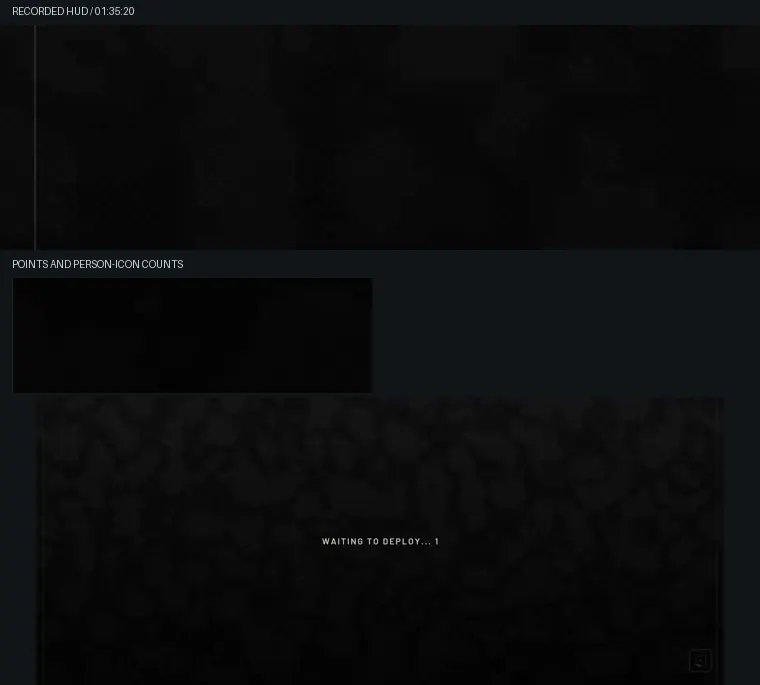 RECORDED HUD / 01:35:20
POINTS AND PERSON-ICON COUNTS
WAITING TO DEPLOY... 1